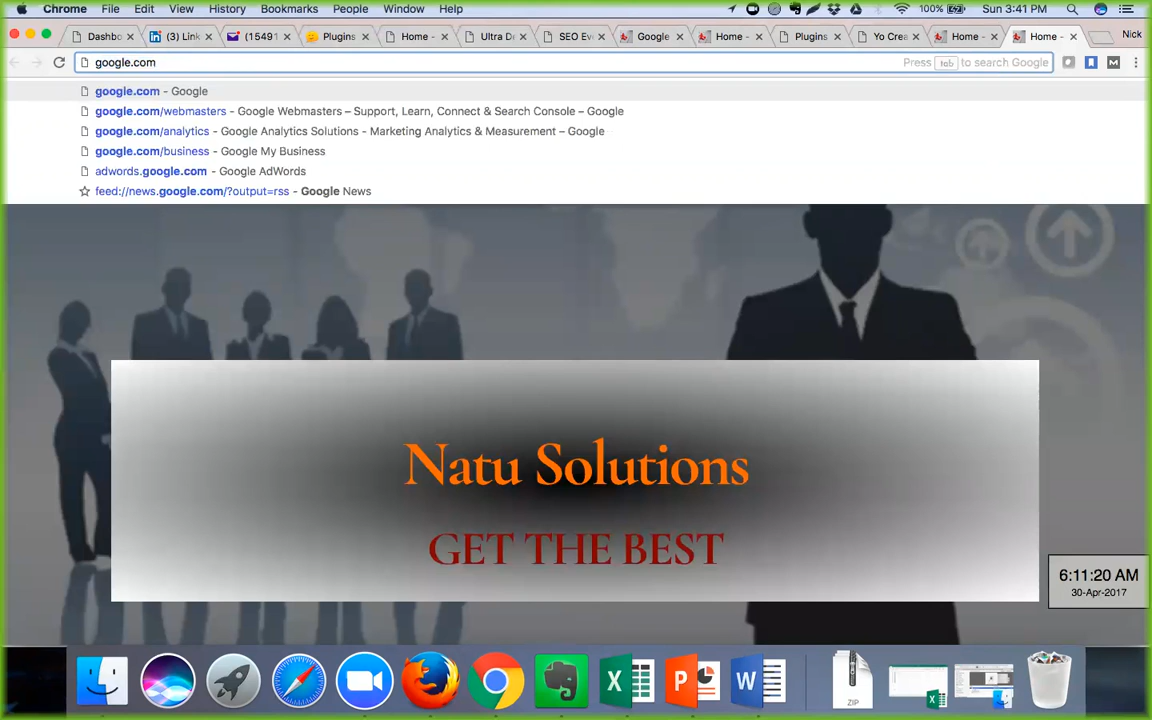 Chrome File Edit View History Bookmarks People Window Help 100% Sun 3:41 PM
Dashbo (3) Link (15491 Plugins Home - Ultra D SEO Ev Google Home - Plugins Yo Crea Home - Home - Nick
google.com Press tab to search Google
google.com - Google
google.com/webmasters - Google Webmasters – Support, Learn, Connect & Search Console – Google
google.com/analytics - Google Analytics Solutions - Marketing Analytics & Measurement – Google
google.com/business - Google My Business
adwords.google.com - Google AdWords
feed://news.google.com/?output=rss - Google News
Natu Solutions
GET THE BEST
6:11:20 AM
30-Apr-2017
X P W ZIP